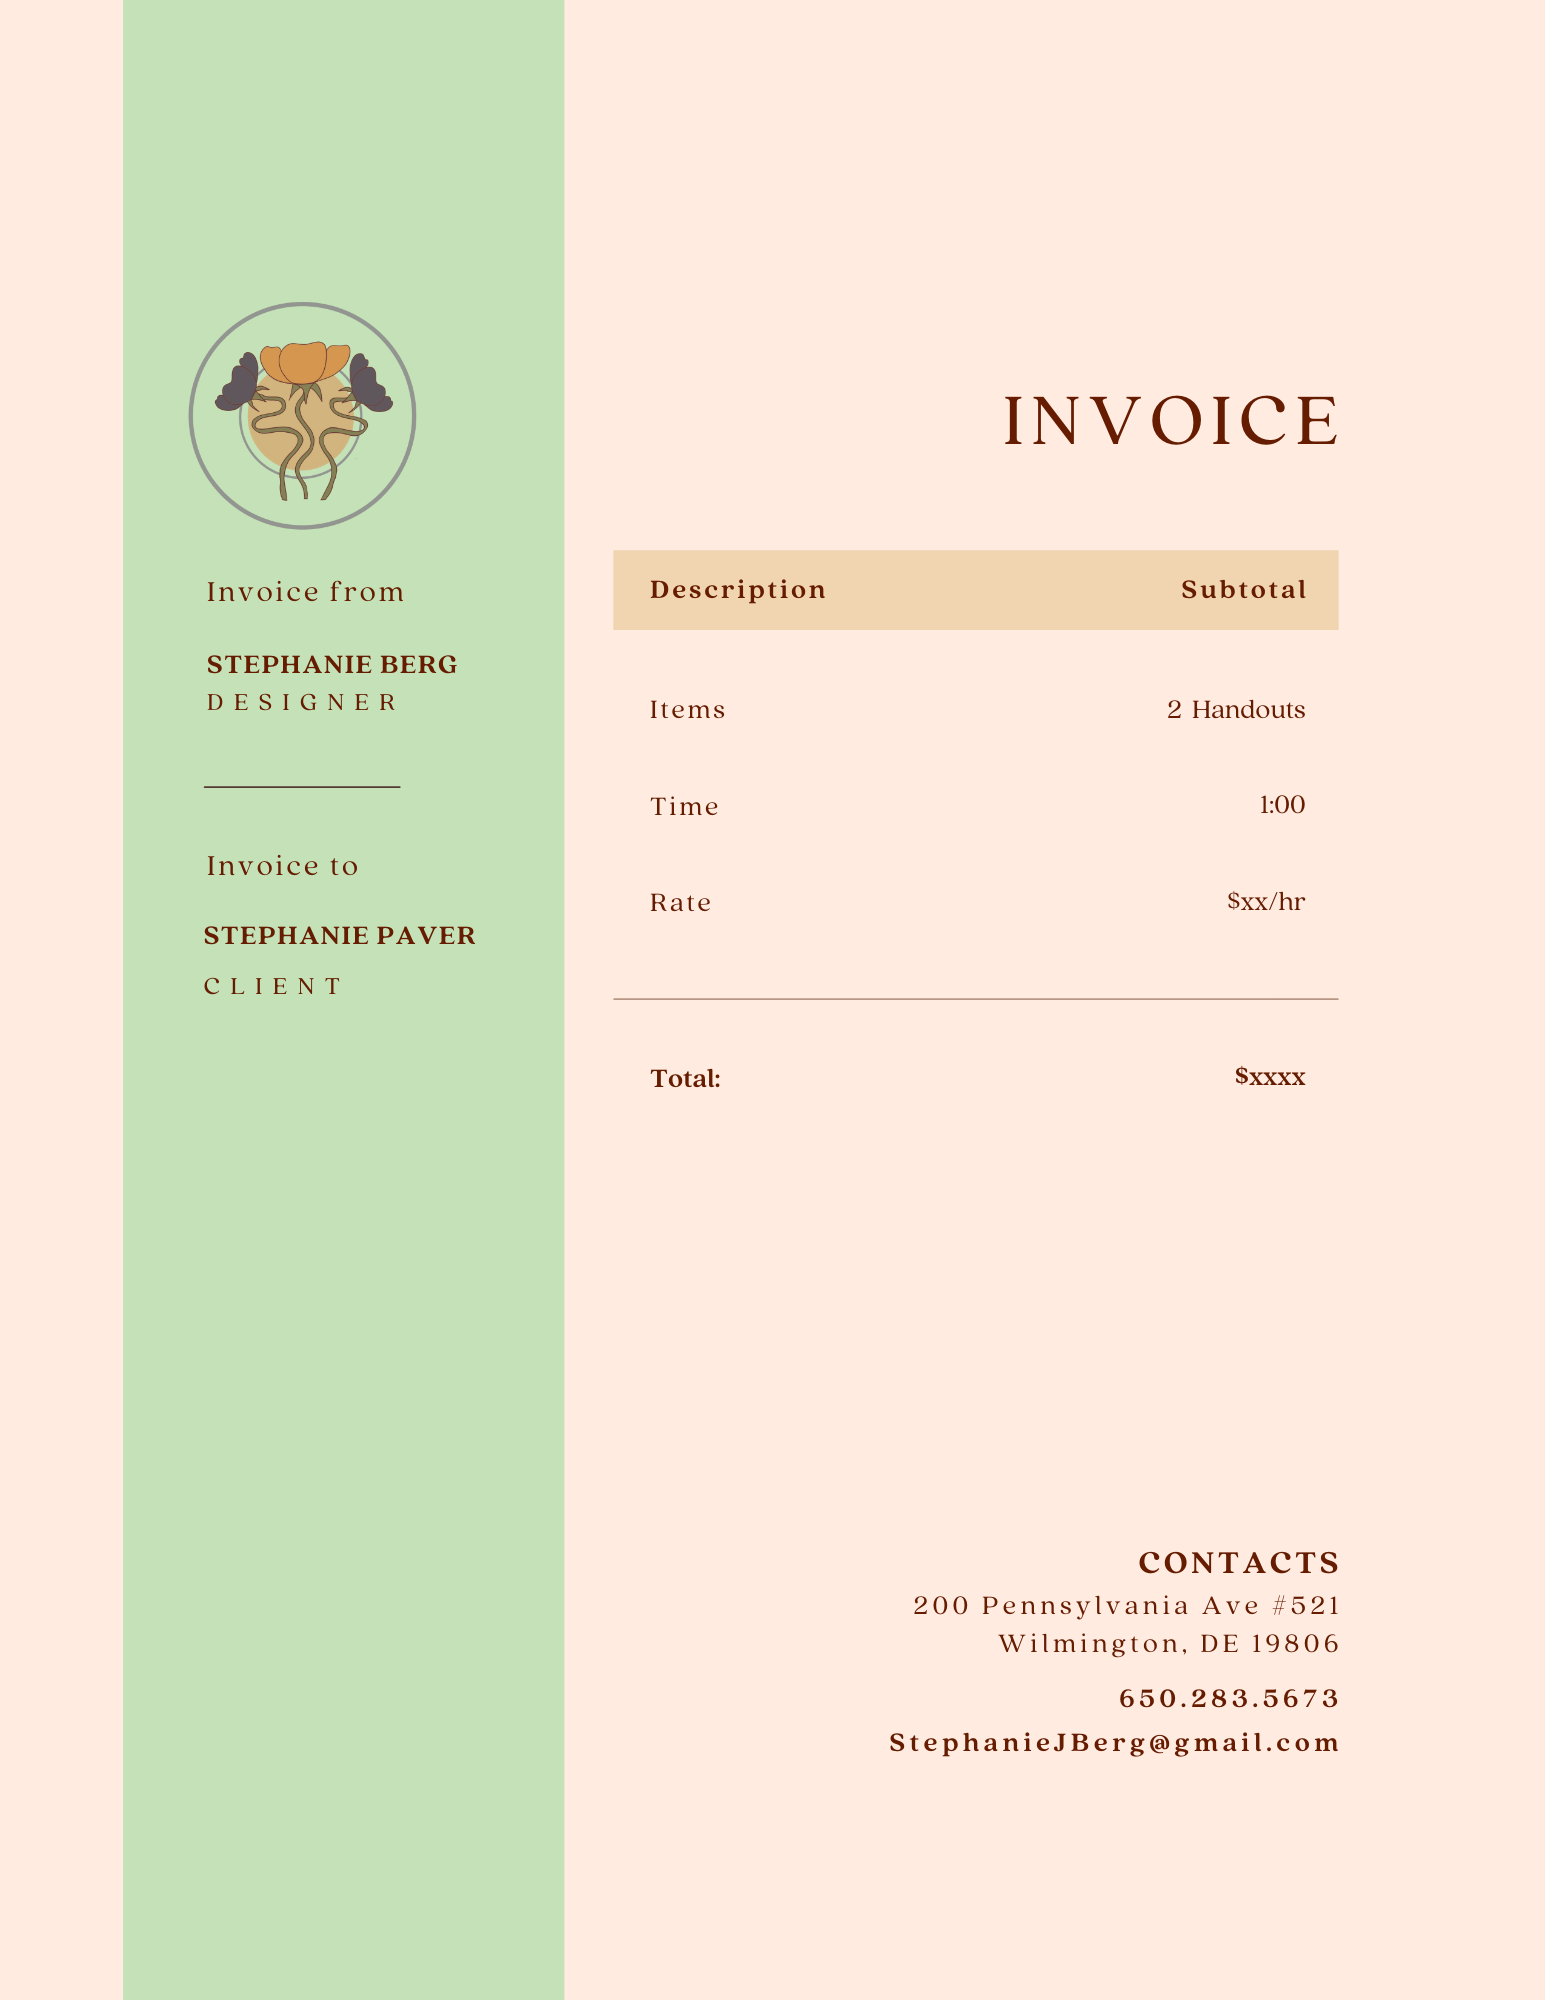 INVOICE
Invoice from
STEPHANIE BERG
DESIGNER
Invoice to
STEPHANIE PAVER
CLIENT
Description Subtotal
Items 2 Handouts
Time 1:00
Rate $xx/hr
Total: $xxxx
CONTACTS
200 Pennsylvania Ave #521
Wilmington, DE 19806
650.283.5673
StephanieJBerg@gmail.com